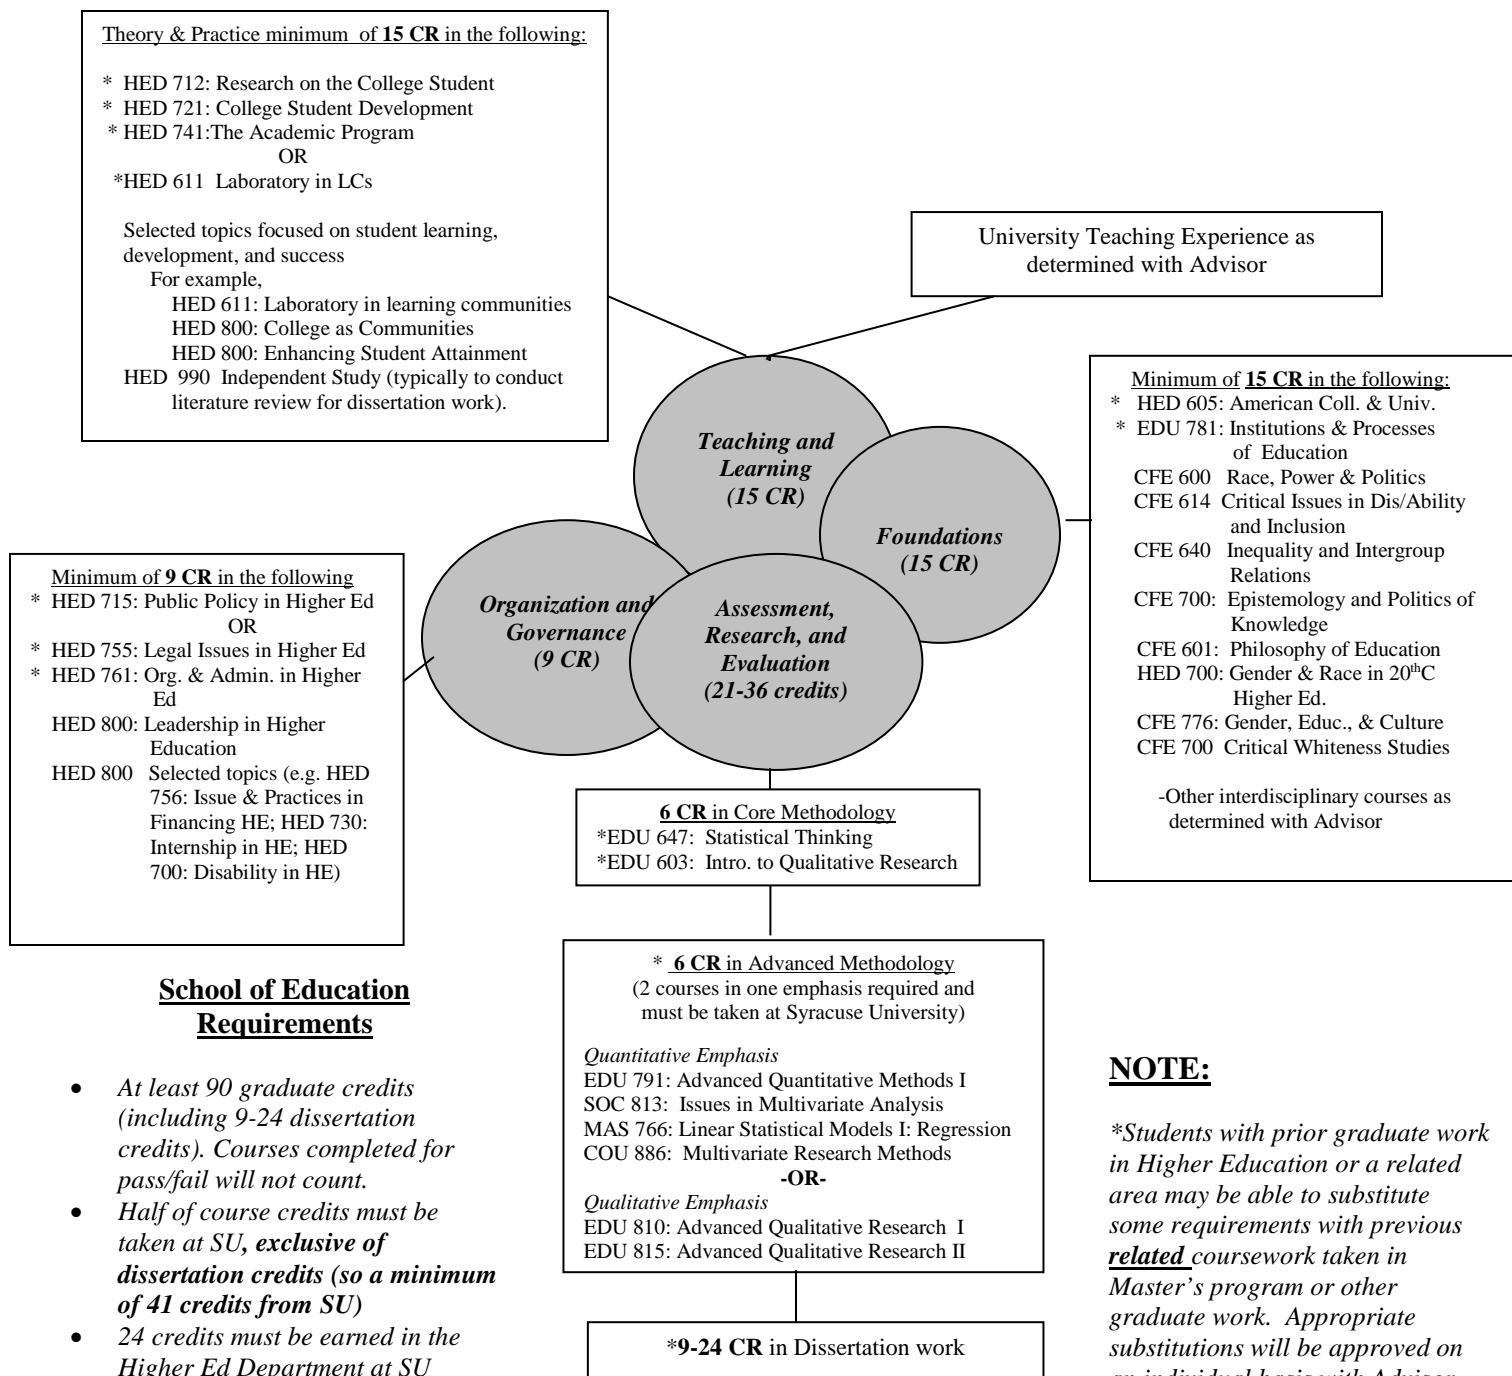 Theory & Practice minimum of 15 CR in the following:
* HED 712: Research on the College Student
* HED 721: College Student Development
* HED 741:The Academic Program
OR
*HED 611 Laboratory in LCs
Selected topics focused on student learning,
development, and success
For example,
HED 611: Laboratory in learning communities
HED 800: College as Communities
HED 800: Enhancing Student Attainment
HED 990 Independent Study (typically to conduct
literature review for dissertation work).
University Teaching Experience as
determined with Advisor
Teaching and
Learning
(15 CR)
Foundations
(15 CR)
Organization and
Governance
(9 CR)
Assessment,
Research, and
Evaluation
(21-36 credits)
Minimum of 15 CR in the following:
* HED 605: American Coll. & Univ.
* EDU 781: Institutions & Processes
of Education
CFE 600 Race, Power & Politics
CFE 614 Critical Issues in Dis/Ability
and Inclusion
CFE 640 Inequality and Intergroup
Relations
CFE 700: Epistemology and Politics of
Knowledge
CFE 601: Philosophy of Education
HED 700: Gender & Race in 20thC
Higher Ed.
CFE 776: Gender, Educ., & Culture
CFE 700 Critical Whiteness Studies
-Other interdisciplinary courses as
determined with Advisor
Minimum of 9 CR in the following
* HED 715: Public Policy in Higher Ed
OR
* HED 755: Legal Issues in Higher Ed
* HED 761: Org. & Admin. in Higher
Ed
HED 800: Leadership in Higher
Education
HED 800 Selected topics (e.g. HED
756: Issue & Practices in
Financing HE; HED 730:
Internship in HE; HED
700: Disability in HE)
6 CR in Core Methodology
*EDU 647: Statistical Thinking
*EDU 603: Intro. to Qualitative Research
* 6 CR in Advanced Methodology
(2 courses in one emphasis required and
must be taken at Syracuse University)
Quantitative Emphasis
EDU 791: Advanced Quantitative Methods I
SOC 813: Issues in Multivariate Analysis
MAS 766: Linear Statistical Models I: Regression
COU 886: Multivariate Research Methods
-OR-
Qualitative Emphasis
EDU 810: Advanced Qualitative Research I
EDU 815: Advanced Qualitative Research II
*9-24 CR in Dissertation work
School of Education
Requirements
• At least 90 graduate credits
(including 9-24 dissertation
credits). Courses completed for
pass/fail will not count.
• Half of course credits must be
taken at SU, exclusive of
dissertation credits (so a minimum
of 41 credits from SU)
• 24 credits must be earned in the
Higher Ed Department at SU
NOTE:
*Students with prior graduate work
in Higher Education or a related
area may be able to substitute
some requirements with previous
related coursework taken in
Master's program or other
graduate work. Appropriate
substitutions will be approved on
an individual basis with Advisor